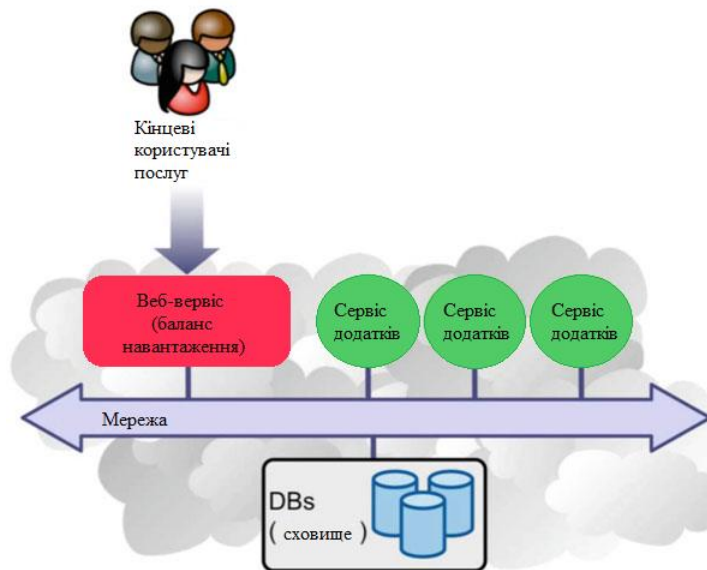 Кінцеві
користувачі
послуг
Веб-вервіс
(баланс
навантаження)
Сервіс
додатків
Сервіс
додатків
Сервіс
додатків
Мережа
DBs
( сховище )